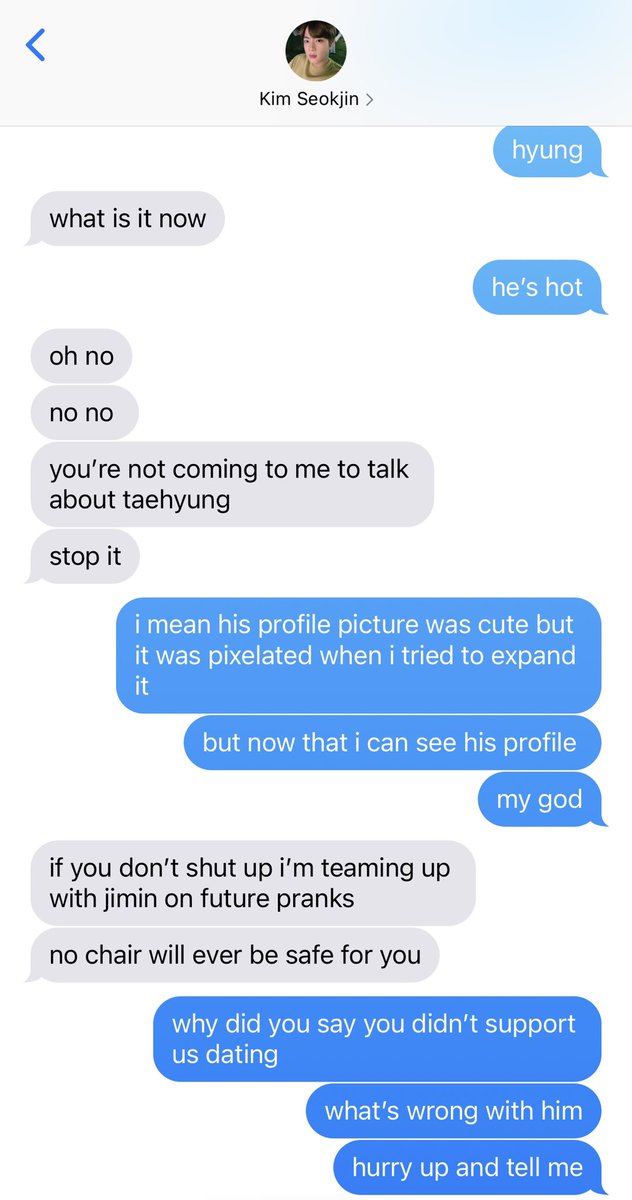 Kim Seokjin
hyung
what is it now
he’s hot
oh no
no no
you’re not coming to me to talk
about taehyung
stop it
i mean his profile picture was cute but
it was pixelated when i tried to expand
it
but now that i can see his profile
my god
if you don’t shut up i’m teaming up
with jimin on future pranks
no chair will ever be safe for you
why did you say you didn’t support
us dating
what’s wrong with him
hurry up and tell me